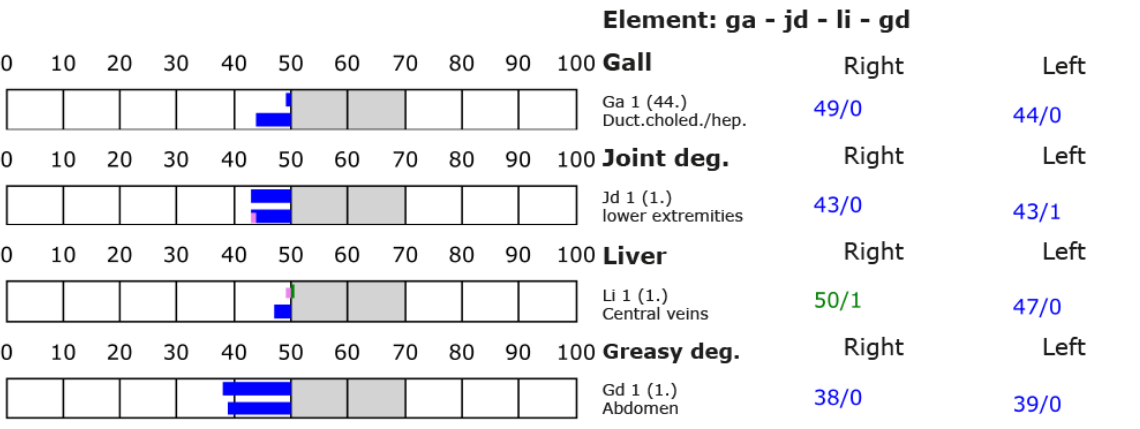 Element: ga - jd - li - gd
0 10 20 30 40 50 60 70 80 90 100 Gall Right Left
Ga 1 (44.) 49/0 44/0
Duct.choled./hep.
0 10 20 30 40 50 60 70 80 90 100 Joint deg. Right Left
Jd 1 (1.) 43/0 43/1
lower extremities
0 10 20 30 40 50 60 70 80 90 100 Liver Right Left
Li 1 (1.) 50/1 47/0
Central veins
0 10 20 30 40 50 60 70 80 90 100 Greasy deg. Right Left
Gd 1 (1.) 38/0 39/0
Abdomen